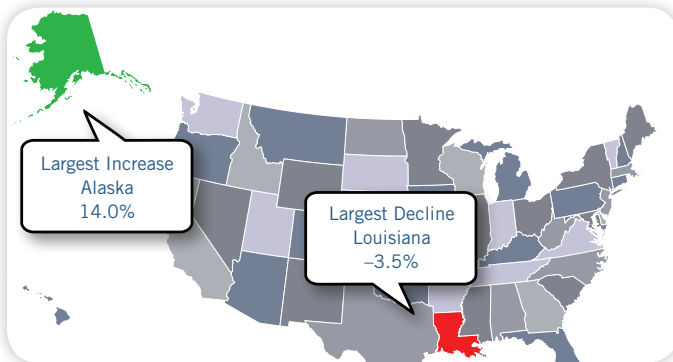 Largest Increase
Alaska
14.0%
Largest Decline
Louisiana
–3.5%